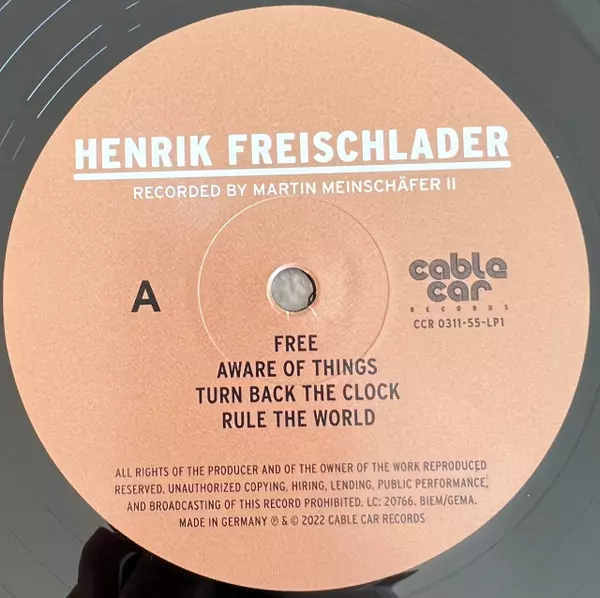 HENRIK FREISCHLADER
RECORDED BY MARTIN MEINSCHÄFER II
A
cable
car
RECORDS
CCR 0311-55-LP1
FREE
AWARE OF THINGS
TURN BACK THE CLOCK
RULE THE WORLD
ALL RIGHTS OF THE PRODUCER AND OF THE OWNER OF THE WORK REPRODUCED
RESERVED. UNAUTHORIZED COPYING, HIRING, LENDING, PUBLIC PERFORMANCE,
AND BROADCASTING OF THIS RECORD PROHIBITED. LC: 20766. BIEM/GEMA.
MADE IN GERMANY ℗ & © 2022 CABLE CAR RECORDS